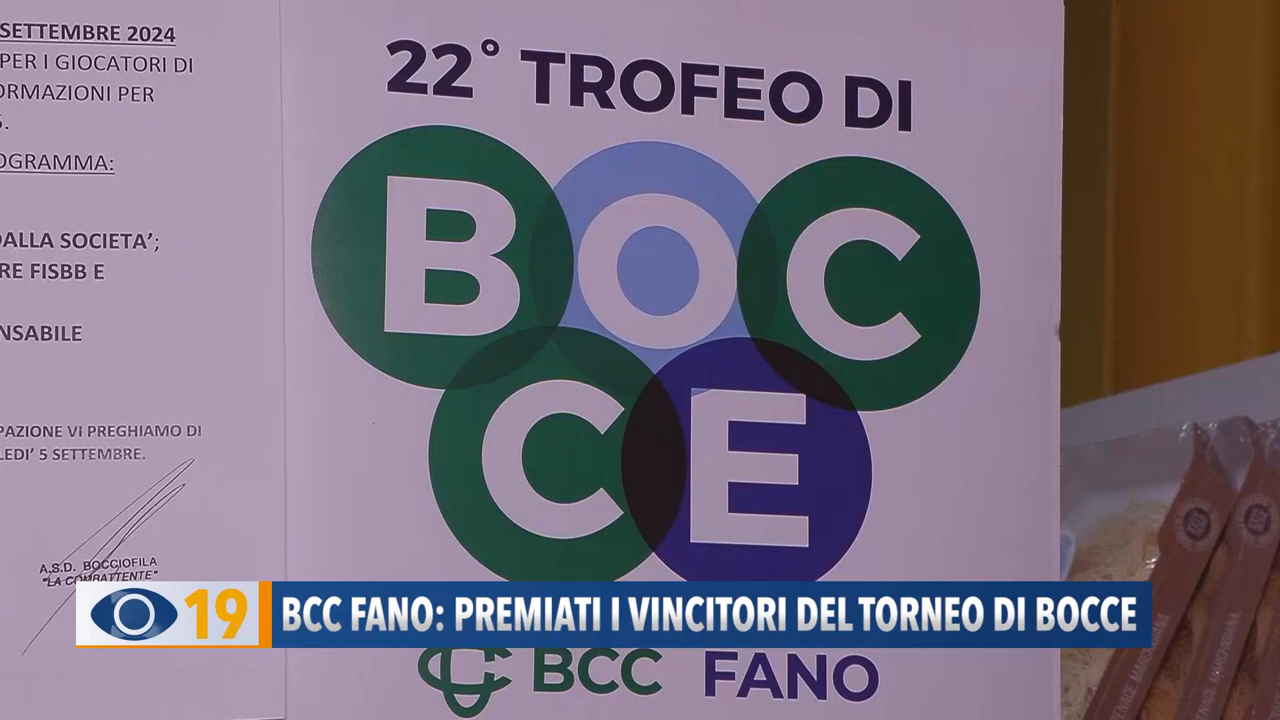 SETTEMBRE 2024
PER I GIOCATORI DI
ORMAZIONI PER
OGRAMMA:
DALLA SOCIETA';
RE FISBB E
NSABILE
PAZIONE VI PREGHIAMO DI
LEDI' 5 SETTEMBRE.
A.S.D. BOCCIOFILA
"LA COMBATTENTE"
22° TROFEO DI
BOC
CE
19 BCC FANO: PREMIATI I VINCITORI DEL TORNEO DI BOCCE
BCC FANO